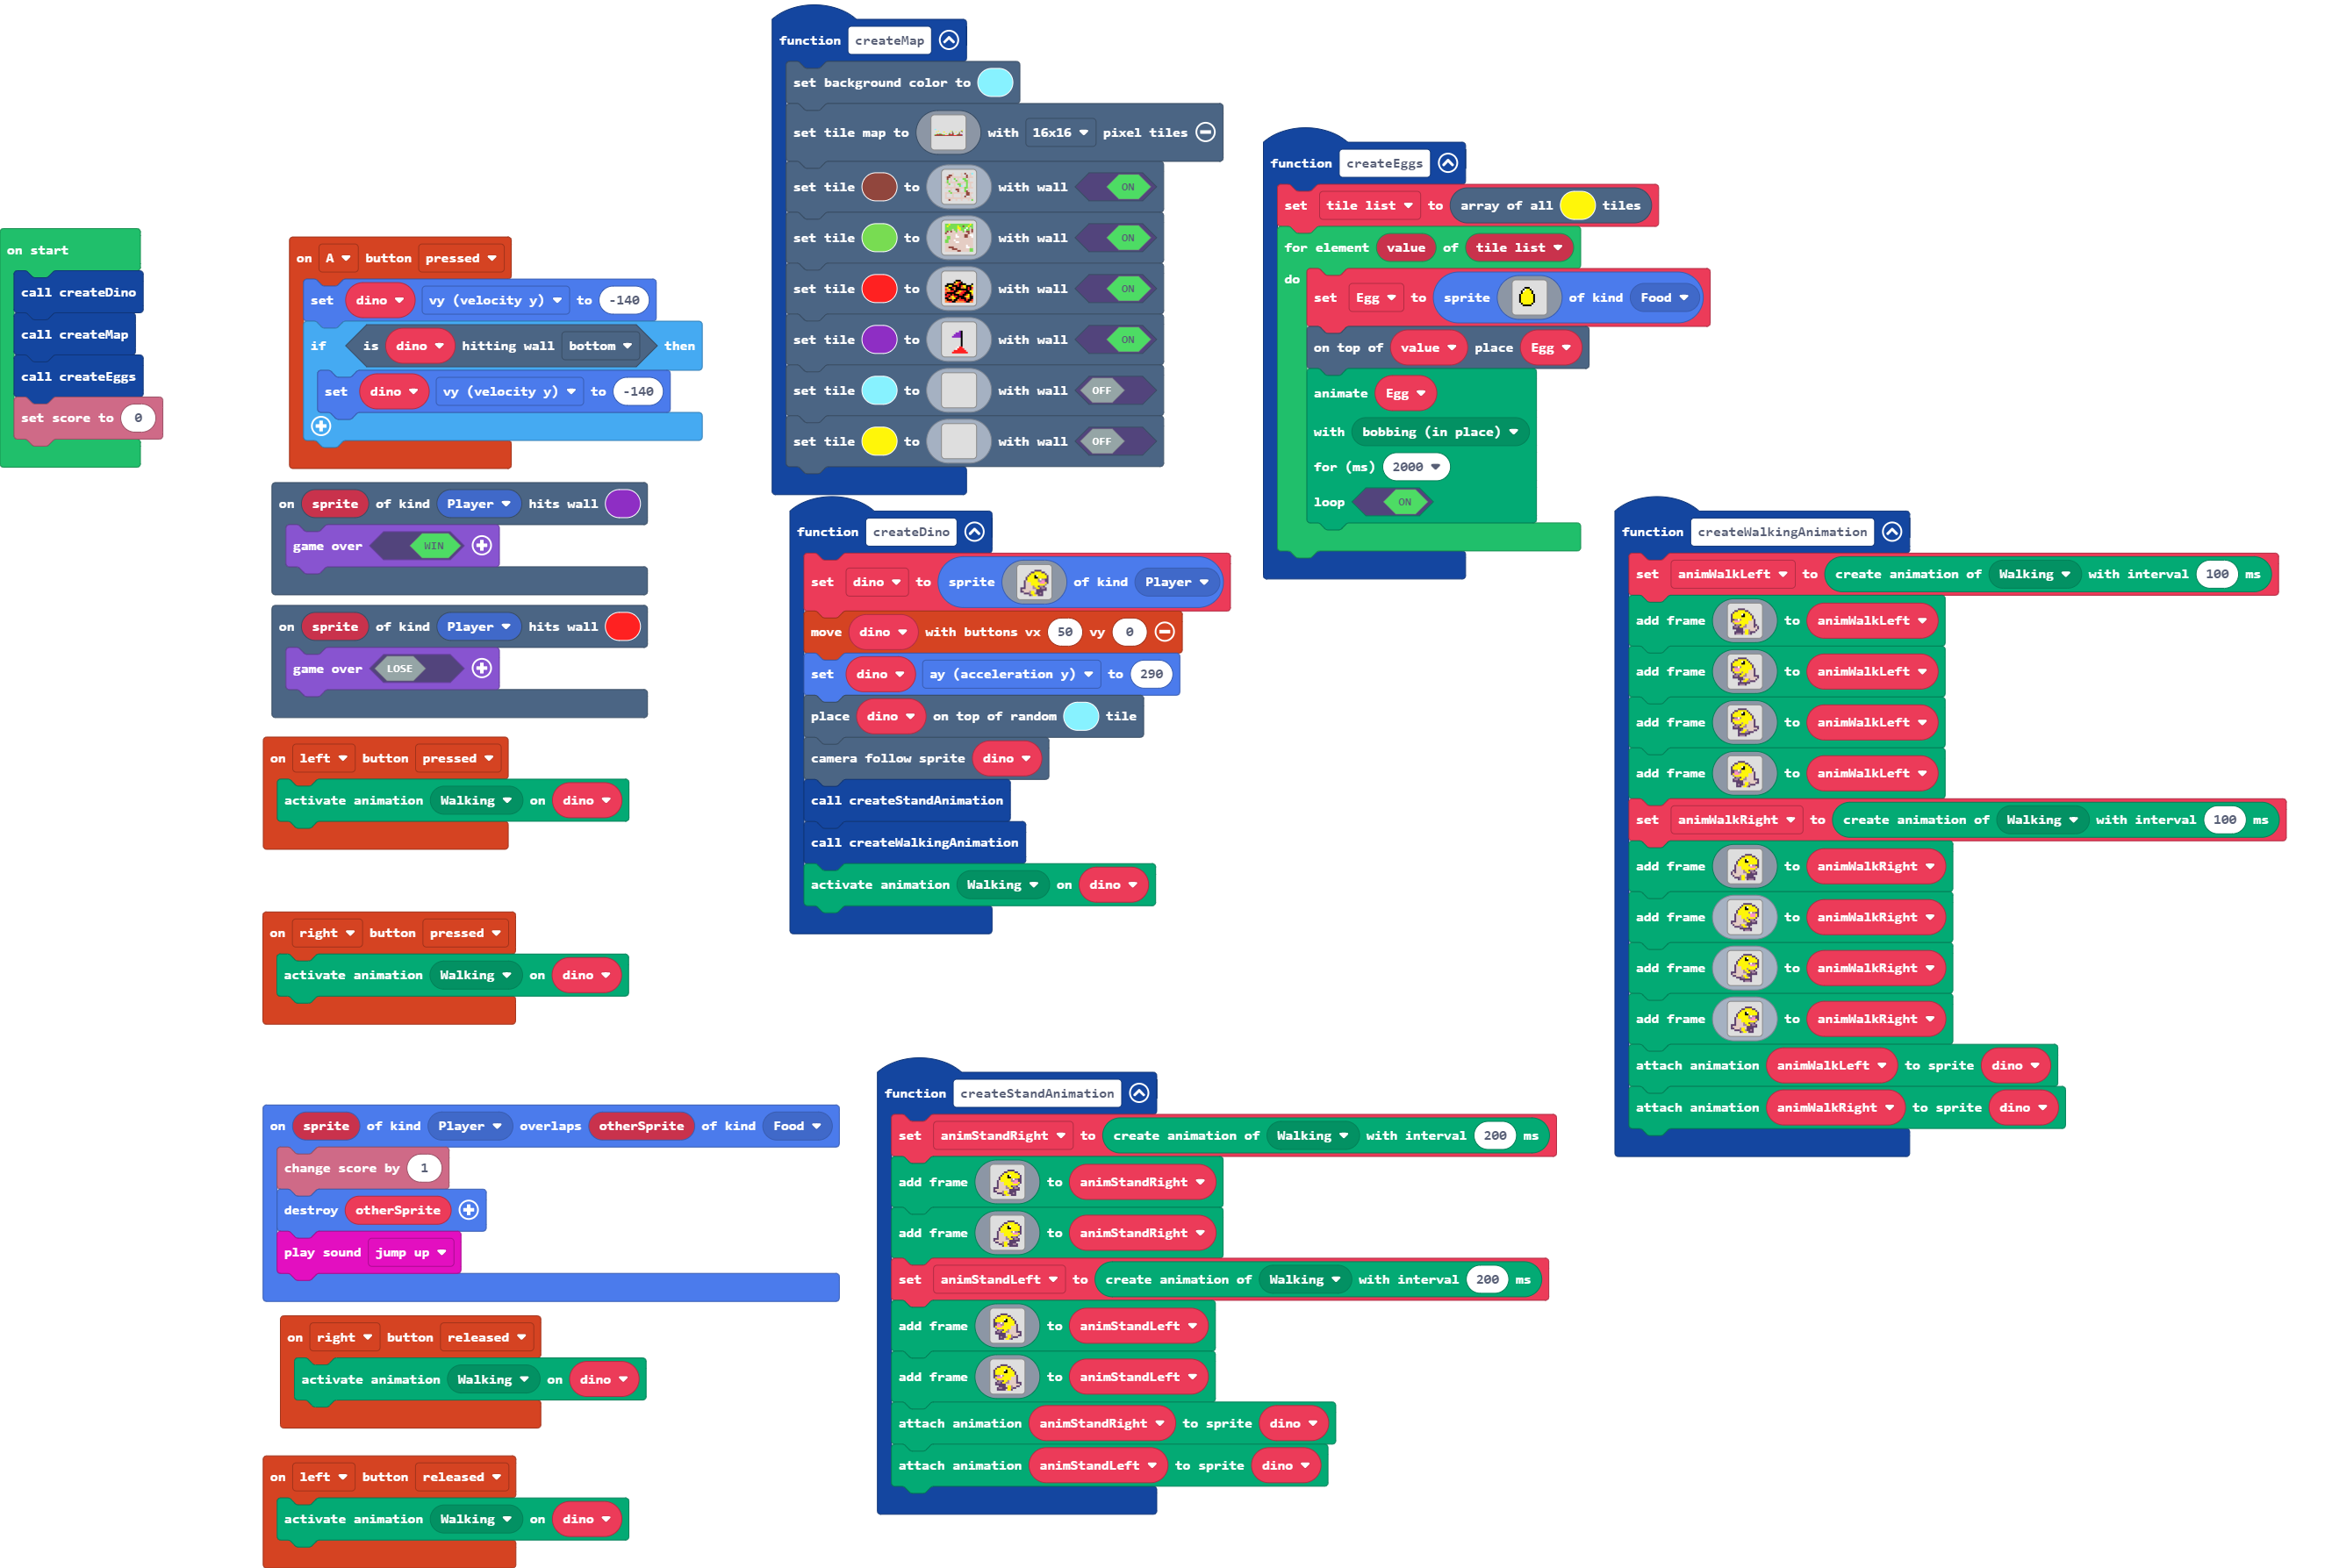 on start
call createDino
call createMap
call createEggs
set score to 0
on A button pressed
set dino vy (velocity y) to -140
if is dino hitting wall bottom then
set dino vy (velocity y) to -140
on sprite of kind Player hits wall
game over WIN
on sprite of kind Player hits wall
game over LOSE
on left button pressed
activate animation Walking on dino
on right button pressed
activate animation Walking on dino
on sprite of kind Player overlaps otherSprite of kind Food
change score by 1
destroy otherSprite
play sound jump up
on right button released
activate animation Walking on dino
on left button released
activate animation Walking on dino
function createMap
set background color to
set tile map to with 16x16 pixel tiles
set tile to with wall ON
set tile to with wall ON
set tile to with wall ON
set tile to with wall ON
set tile to with wall OFF
set tile to with wall OFF
function createDino
set dino to sprite of kind Player
move dino with buttons vx 50 vy 0
set dino ay (acceleration y) to 290
place dino on top of random tile
camera follow sprite dino
call createStandAnimation
call createWalkingAnimation
activate animation Walking on dino
function createStandAnimation
set animStandRight to create animation of Walking with interval 200 ms
add frame to animStandRight
add frame to animStandRight
set animStandLeft to create animation of Walking with interval 200 ms
add frame to animStandLeft
add frame to animStandLeft
attach animation animStandRight to sprite dino
attach animation animStandLeft to sprite dino
function createEggs
set tile list to array of all tiles
for element value of tile list
do
set Egg to sprite of kind Food
on top of value place Egg
animate Egg
with bobbing (in place)
for (ms) 2000
loop ON
function createWalkingAnimation
set animWalkLeft to create animation of Walking with interval 100 ms
add frame to animWalkLeft
add frame to animWalkLeft
add frame to animWalkLeft
add frame to animWalkLeft
set animWalkRight to create animation of Walking with interval 100 ms
add frame to animWalkRight
add frame to animWalkRight
add frame to animWalkRight
add frame to animWalkRight
attach animation animWalkLeft to sprite dino
attach animation animWalkRight to sprite dino